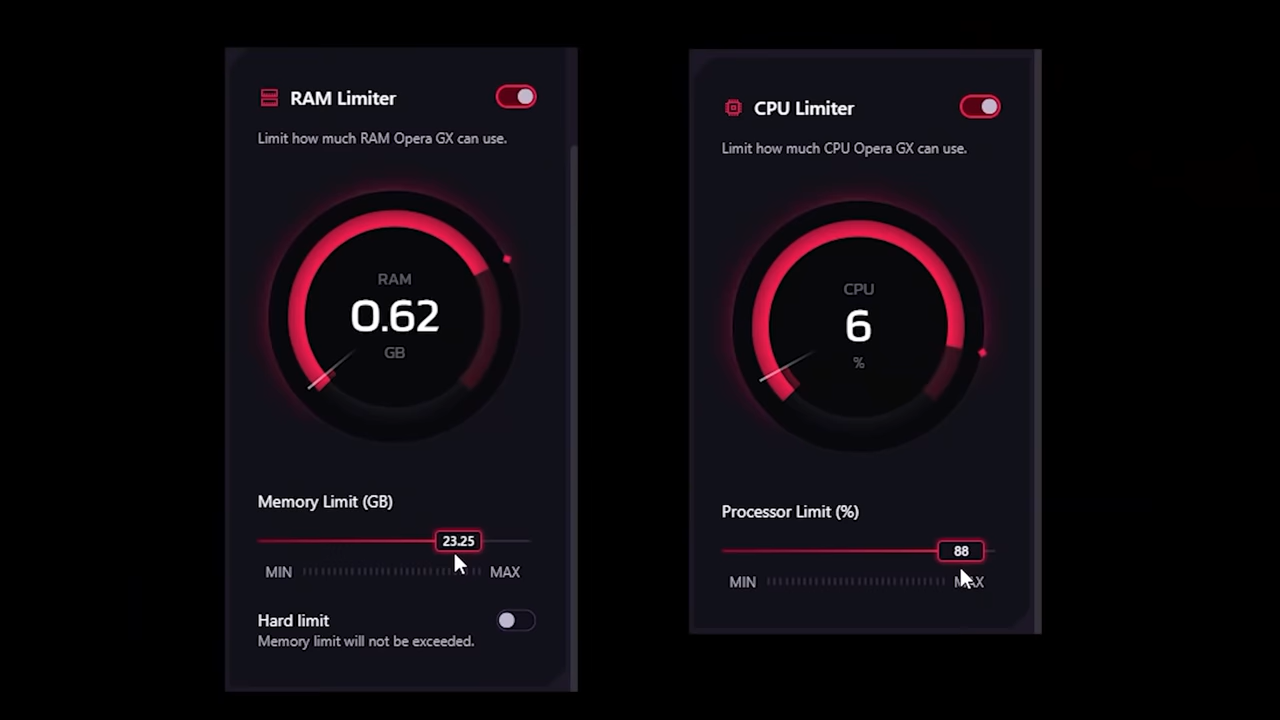 RAM Limiter
Limit how much RAM Opera GX can use.
RAM
0.62
GB
Memory Limit (GB)
23.25
MIN MAX
Hard limit
Memory limit will not be exceeded.
CPU Limiter
Limit how much CPU Opera GX can use.
CPU
6
%
Processor Limit (%)
88
MIN MAX